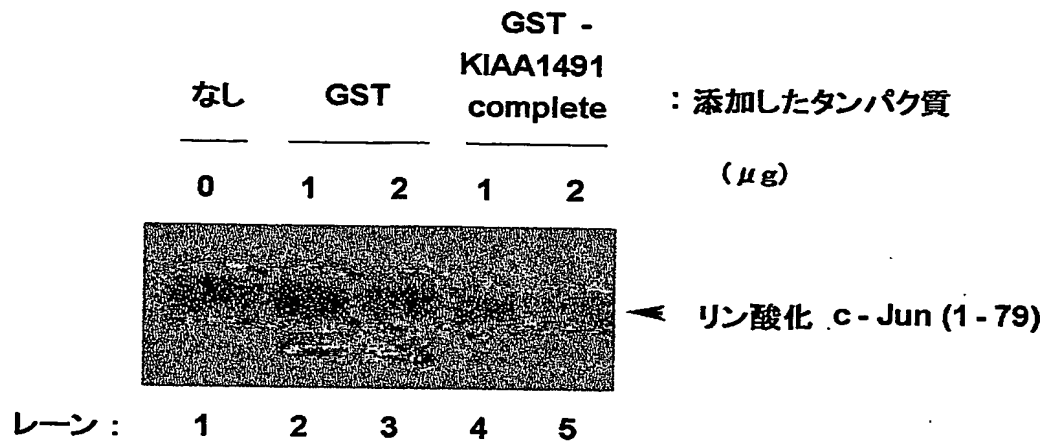 GST -
KIAA1491
なし GST complete : 添加したタンパク質
0 1 2 1 2 (μg)
リン酸化 c - Jun (1 - 79)
レーン : 1 2 3 4 5